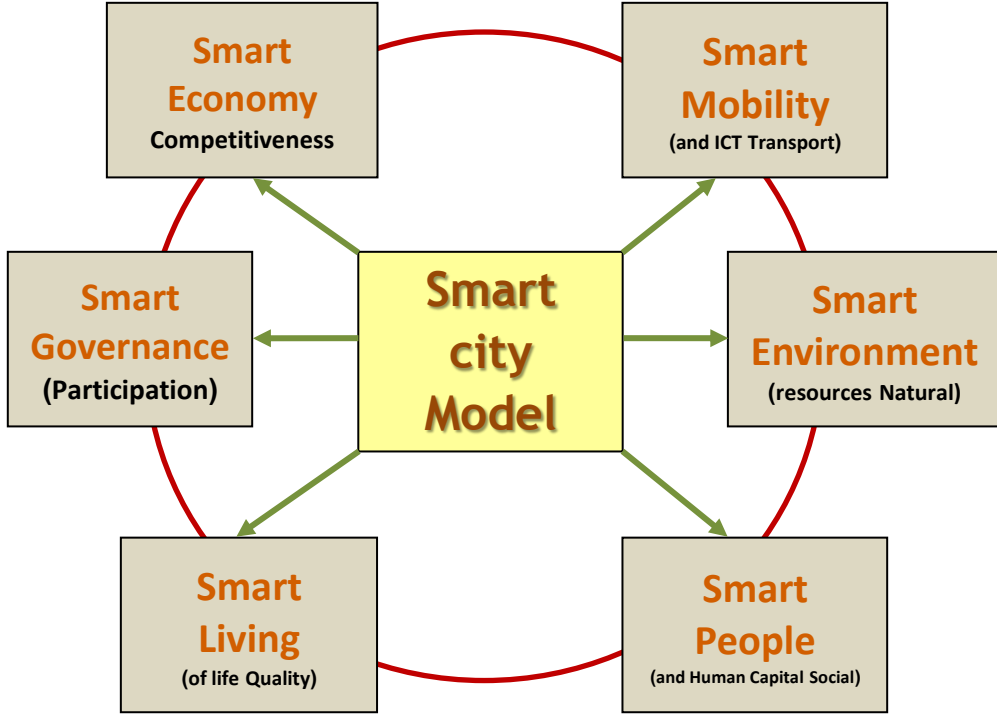 Smart
Economy
Competitiveness
Smart
Mobility
(and ICT Transport)
Smart
Governance
(Participation)
Smart
city
Model
Smart
Environment
(resources Natural)
Smart
Living
(of life Quality)
Smart
People
(and Human Capital Social)